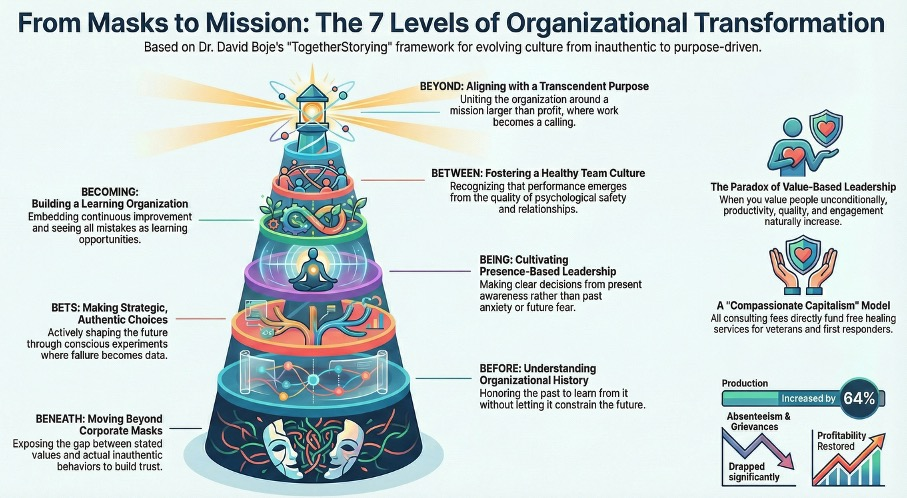 From Masks to Mission: The 7 Levels of Organizational Transformation
Based on Dr. David Boje's "TogetherStorying" framework for evolving culture from inauthentic to purpose-driven.
BEYOND: Aligning with a Transcendent Purpose
Uniting the organization around a
mission larger than profit, where work
becomes a calling.
BETWEEN: Fostering a Healthy Team Culture
Recognizing that performance emerges
from the quality of psychological safety
and relationships.
BECOMING:
Building a Learning Organization
Embedding continuous improvement
and seeing all mistakes as learning
opportunities.
BEING: Cultivating
Presence-Based Leadership
Making clear decisions from present
awareness rather than past
anxiety or future fear.
BETS: Making Strategic,
Authentic Choices
Actively shaping the future
through conscious experiments
where failure becomes data.
BEFORE: Understanding
Organizational History
Honoring the past to learn from it
without letting it constrain the future.
BENEATH: Moving Beyond
Corporate Masks
Exposing the gap between stated
values and actual inauthentic
behaviors to build trust.
The Paradox of Value-Based Leadership
When you value people unconditionally,
productivity, quality, and engagement
naturally increase.
A "Compassionate Capitalism" Model
All consulting fees directly fund free healing
services for veterans and first responders.
Production
Increased by 64%
Absenteeism &
Grievances
Drapped
significantly
Profitability
Restored